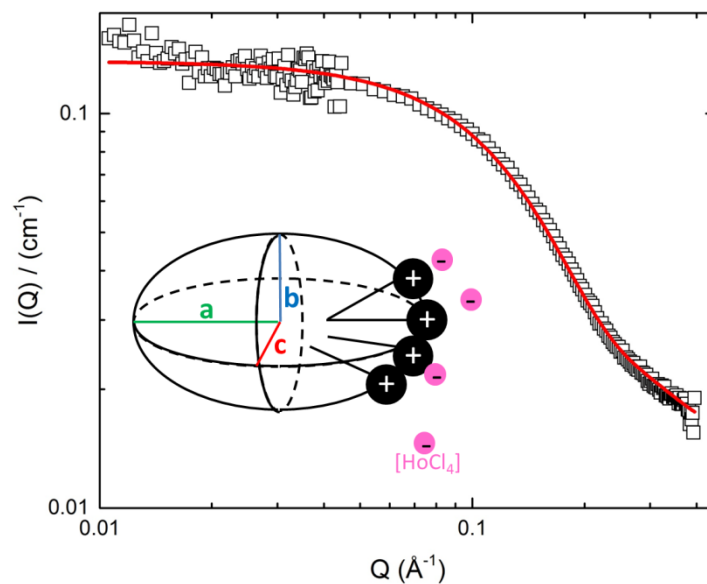 0.1
I(Q) / (cm⁻¹)
b
a
c
+
-
+
-
+
-
+
-
[HoCl₄]
0.01
0.01
0.1
Q (Å⁻¹)